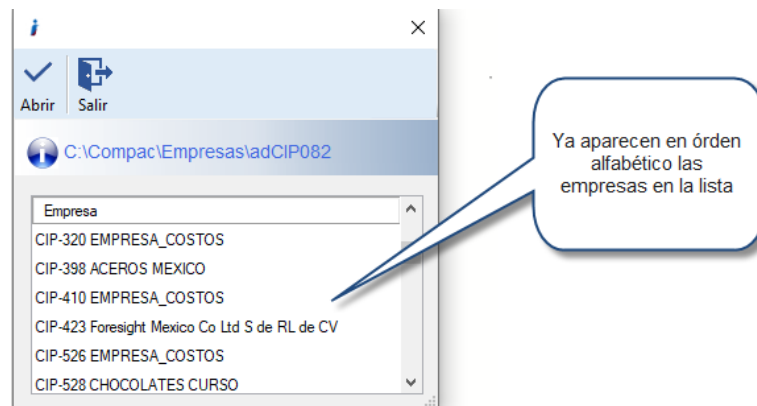 Abrir Salir
C:\Compac\Empresas\adCIP082
Empresa
CIP-320 EMPRESA_COSTOS
CIP-398 ACEROS MEXICO
CIP-410 EMPRESA_COSTOS
CIP-423 Foresight Mexico Co Ltd S de RL de CV
CIP-526 EMPRESA_COSTOS
CIP-528 CHOCOLATES CURSO
Ya aparecen en órden
alfabético las
empresas en la lista